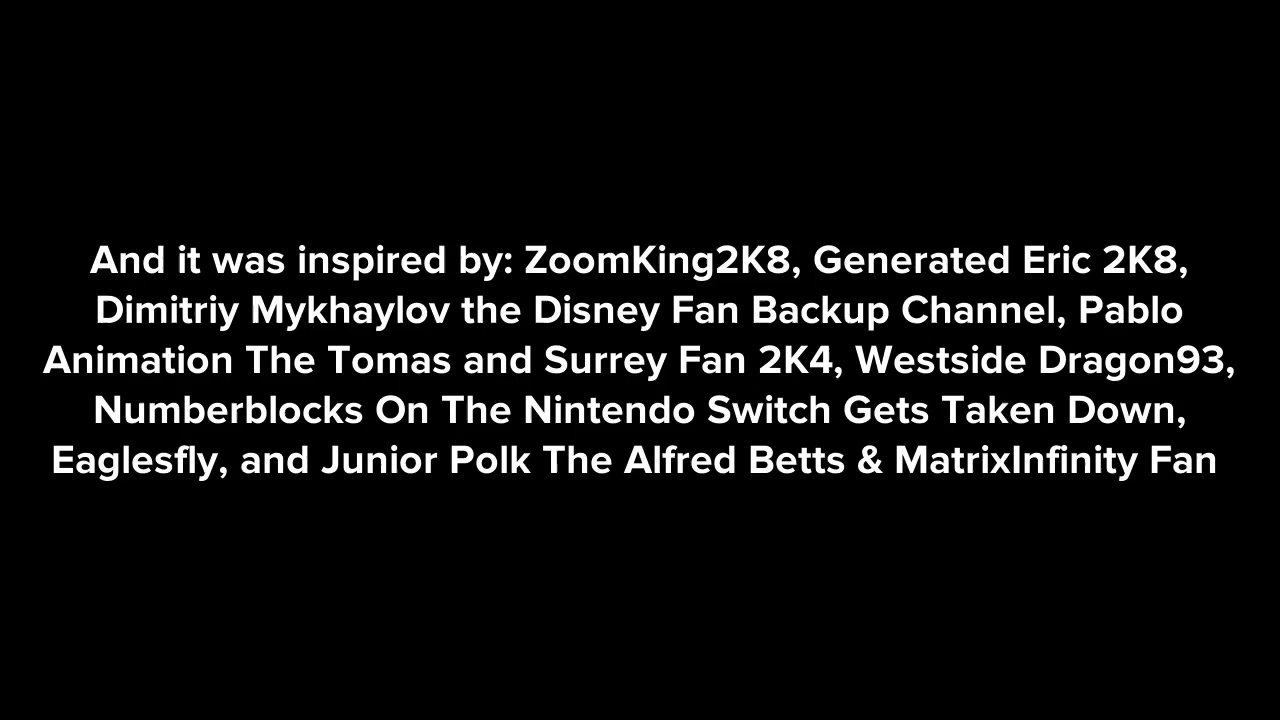 And it was inspired by: ZoomKing2K8, Generated Eric 2K8,
Dimitriy Mykhaylov the Disney Fan Backup Channel, Pablo
Animation The Tomas and Surrey Fan 2K4, Westside Dragon93,
Numberblocks On The Nintendo Switch Gets Taken Down,
Eaglesfly, and Junior Polk The Alfred Betts & MatrixInfinity Fan